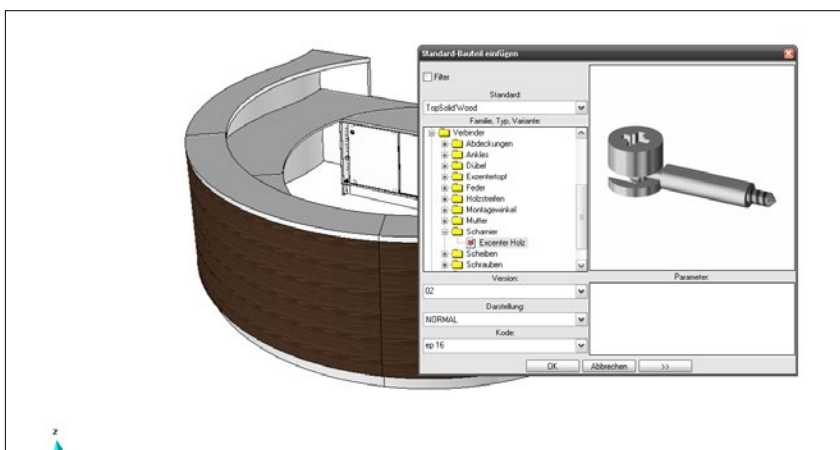 Standard-Bauteil einfügen
Filter
Standard:
TopSolid'Wood
Familie, Typ, Variante:
Verbinder
Abdeckungen
Ankles
Dübel
Exzentertopf
Feder
Holzstreifen
Montagewinkel
Muffer
Scharnier
Excenter Holz
Scheiben
Schrauben
Version:
02
Darstellung:
NORMAL
Kode:
ep 16
Parameter:
OK
Abbrechen
>>
z